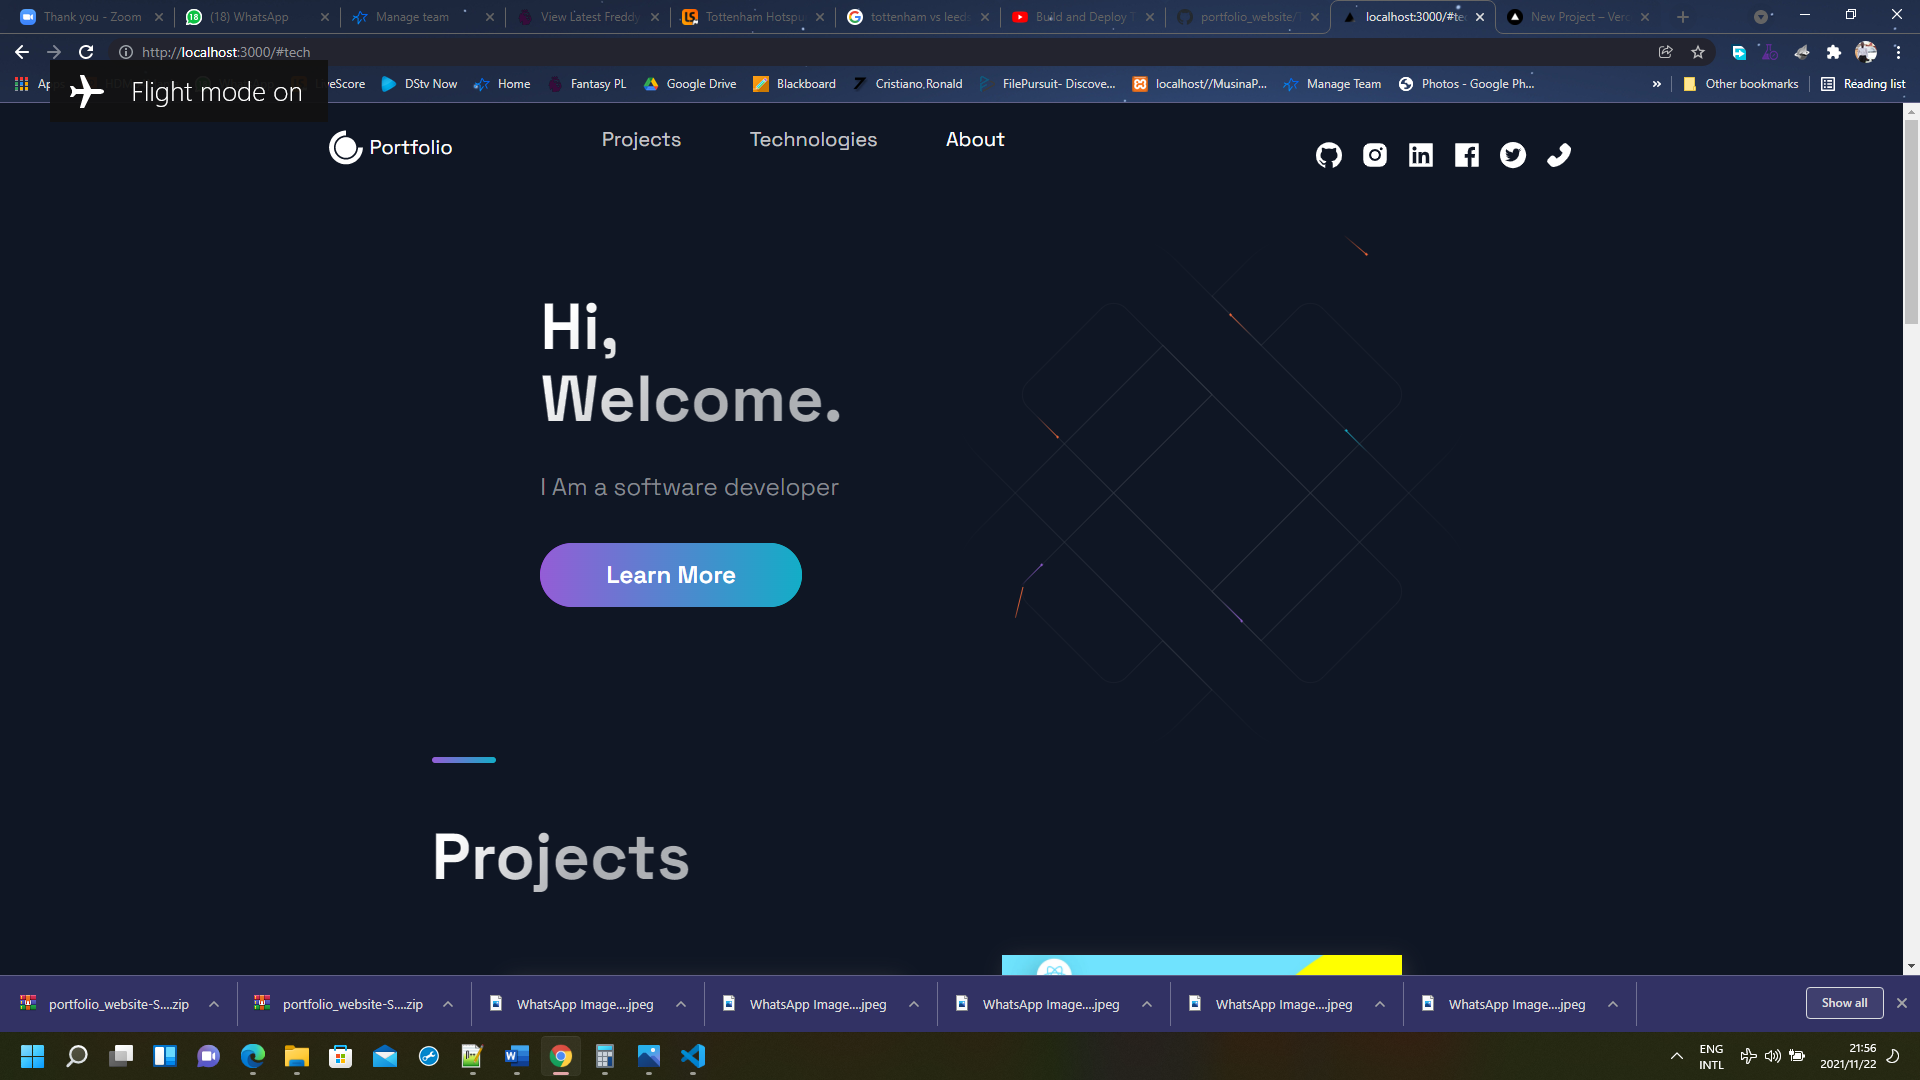 Thank you - Zoom
(18) WhatsApp
Manage team
View Latest Freddy
Tottenham Hotspu
tottenham vs leeds
Build and Deploy T
portfolio_website/T
localhost:3000/#te
New Project – Verc
http://localhost:3000/#tech
Flight mode on
veScore
DStv Now
Home
Fantasy PL
Google Drive
Blackboard
Cristiano Ronald
FilePursuit- Discove...
localhost//MusinaP...
Manage Team
Photos - Google Ph...
»
Other bookmarks
Reading list
Portfolio
Projects
Technologies
About
Hi,
Welcome.
I Am a software developer
Learn More
Projects
portfolio_website-S....zip
portfolio_website-S....zip
WhatsApp Image....jpeg
WhatsApp Image....jpeg
WhatsApp Image....jpeg
WhatsApp Image....jpeg
WhatsApp Image....jpeg
Show all
ENG
INTL
21:56
2021/11/22